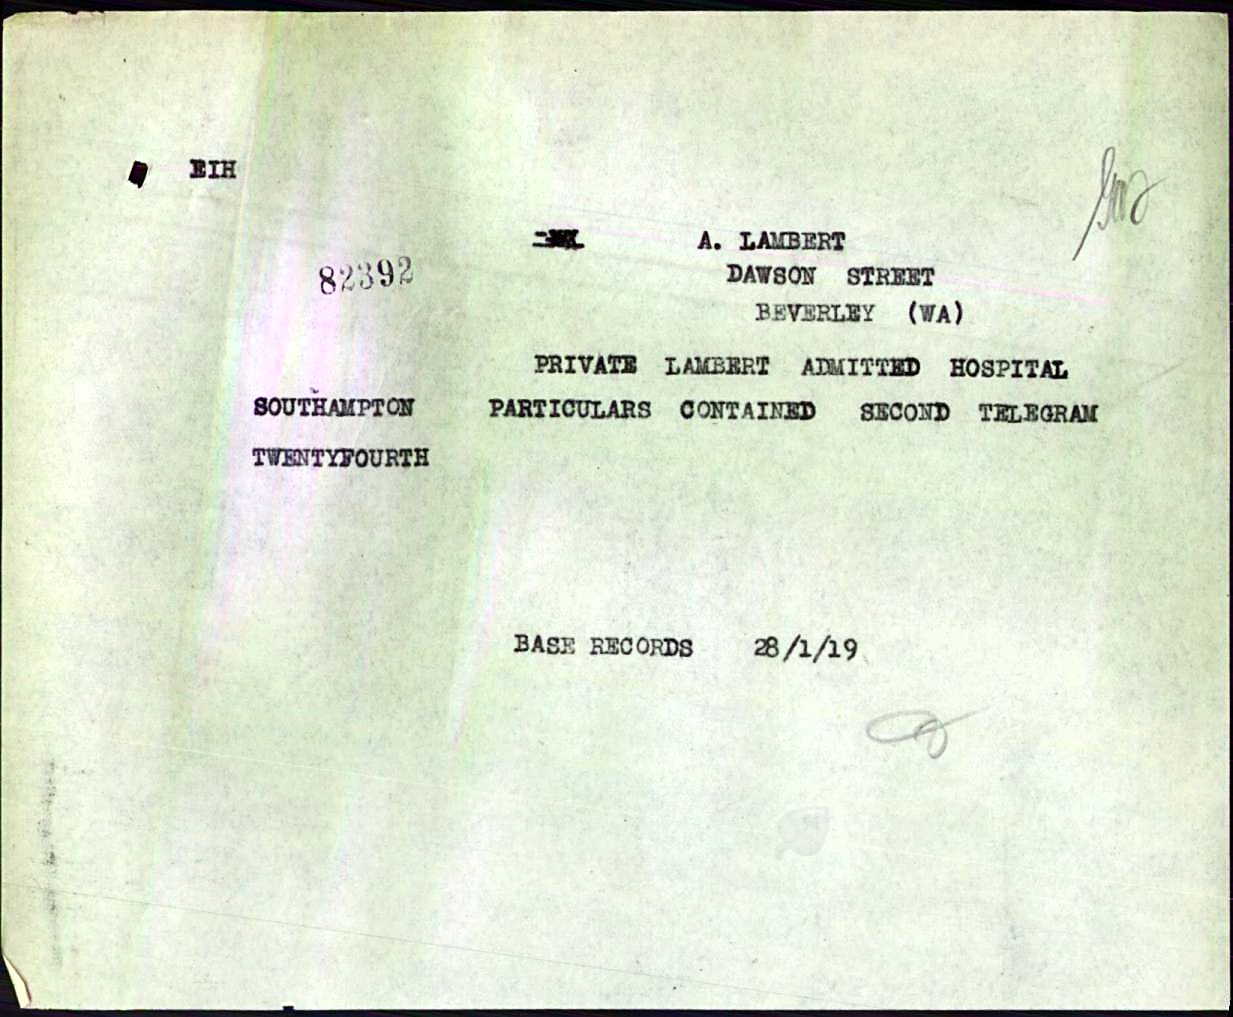 EIH
A. LAMBERT
82392
DAWSON STREET
BEVERLEY (WA)
PRIVATE LAMBERT ADMITTED HOSPITAL
SOUTHAMPTON PARTICULARS CONTAINED SECOND TELEGRAM
TWENTYFOURTH
BASE RECORDS 28/1/19